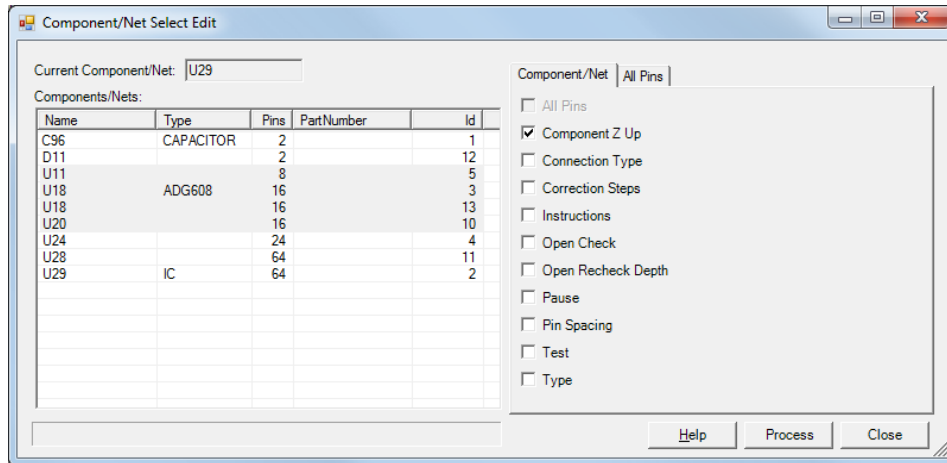 Component/Net Select Edit
Current Component/Net: U29
Components/Nets:
Name Type Pins PartNumber Id
C96 CAPACITOR 2 1
D11 2 12
U11 8 5
U18 ADG608 16 3
U18 16 13
U20 16 10
U24 24 4
U28 64 11
U29 IC 64 2
Component/Net All Pins
All Pins
Component Z Up
Connection Type
Correction Steps
Instructions
Open Check
Open Recheck Depth
Pause
Pin Spacing
Test
Type
Help Process Close